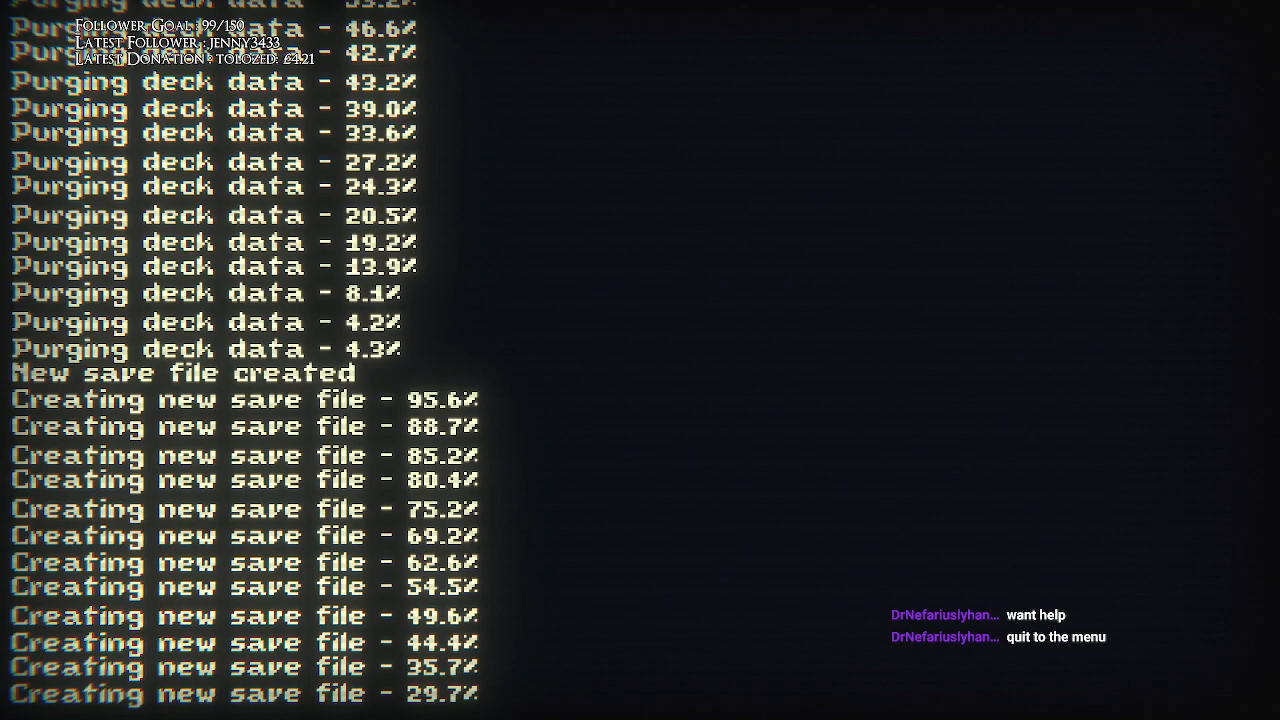 Purging deck data - 53.2%
Follower Goal : 99/150
Purging deck data - 46.6%
Latest Follower : jenny3433
Purging deck data - 42.7%
Latest Donation : tolozed: £4.21
Purging deck data - 43.2%
Purging deck data - 39.0%
Purging deck data - 33.6%
Purging deck data - 27.2%
Purging deck data - 24.3%
Purging deck data - 20.5%
Purging deck data - 19.2%
Purging deck data - 13.9%
Purging deck data - 8.1%
Purging deck data - 4.2%
Purging deck data - 4.3%
New save file created
Creating new save file - 95.6%
Creating new save file - 88.7%
Creating new save file - 85.2%
Creating new save file - 80.4%
Creating new save file - 75.2%
Creating new save file - 69.2%
Creating new save file - 62.6%
Creating new save file - 54.5%
Creating new save file - 49.6%
Creating new save file - 44.4%
Creating new save file - 35.7%
Creating new save file - 29.7%
DrNefariuslyhan... want help
DrNefariuslyhan... quit to the menu